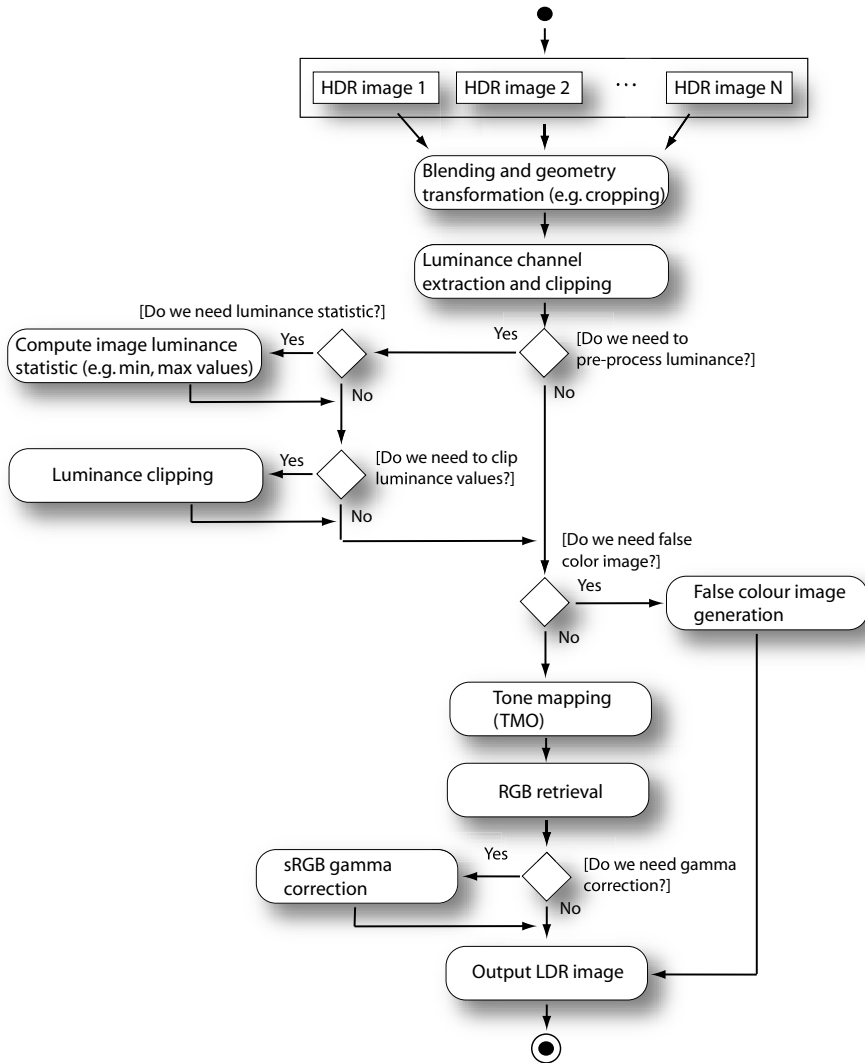 HDR image 1
HDR image 2
...
HDR image N
Blending and geometry
transformation (e.g. cropping)
Luminance channel
extraction and clipping
[Do we need luminance statistic?]
Yes
[Do we need to
pre-process luminance?]
Yes
Compute image luminance
statistic (e.g. min, max values)
No
No
Yes
[Do we need to clip
luminance values?]
Luminance clipping
No
[Do we need false
color image?]
Yes
False colour image
generation
No
Tone mapping
(TMO)
RGB retrieval
Yes
[Do we need gamma
correction?]
sRGB gamma
correction
No
Output LDR image